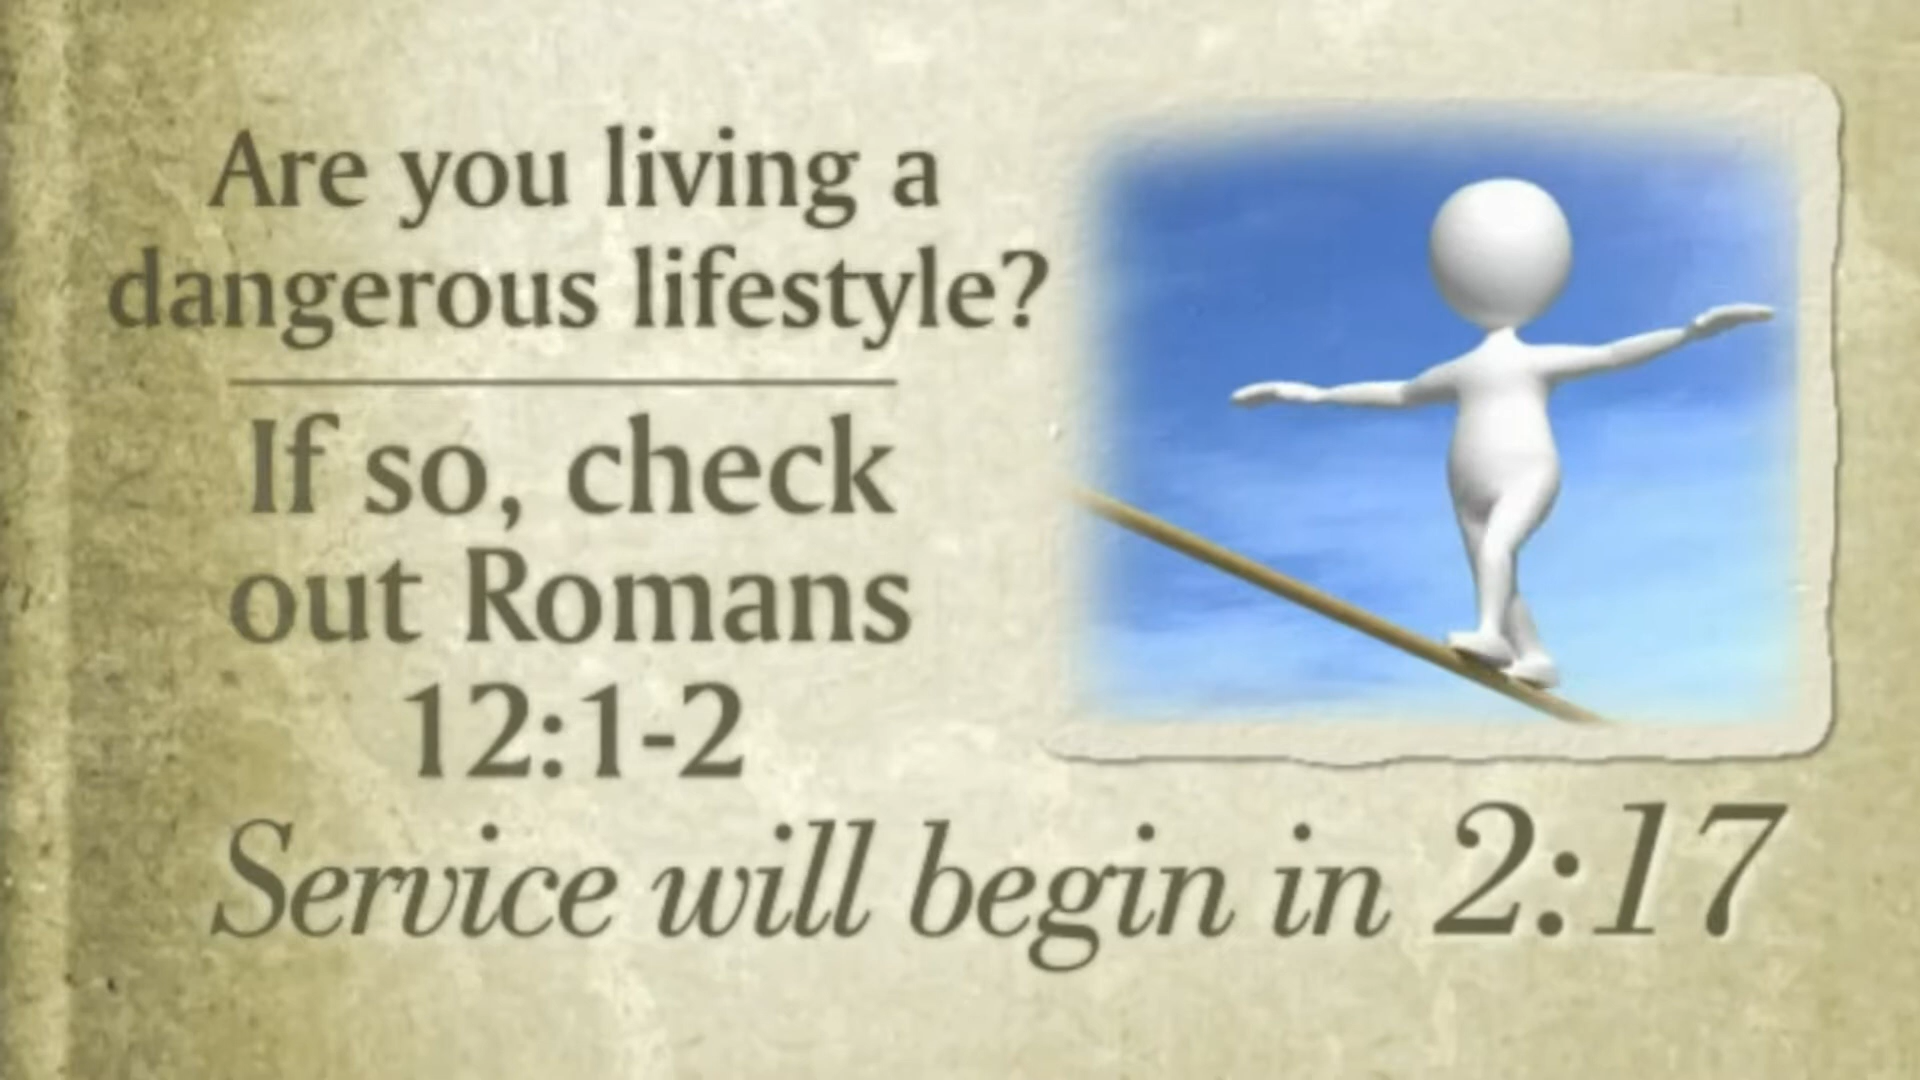 Are you living a
dangerous lifestyle?
If so, check
out Romans
12:1-2
Service will begin in 2:17